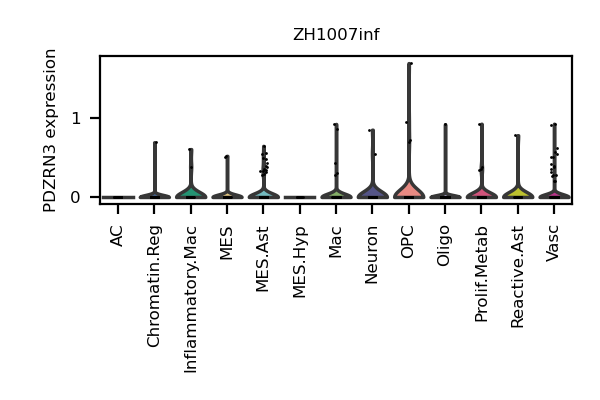 ZH1007inf
PDZRN3 expression
1
0
AC
Chromatin.Reg
Inflammatory.Mac
MES
MES.Ast
MES.Hyp
Mac
Neuron
OPC
Oligo
Prolif.Metab
Reactive.Ast
Vasc